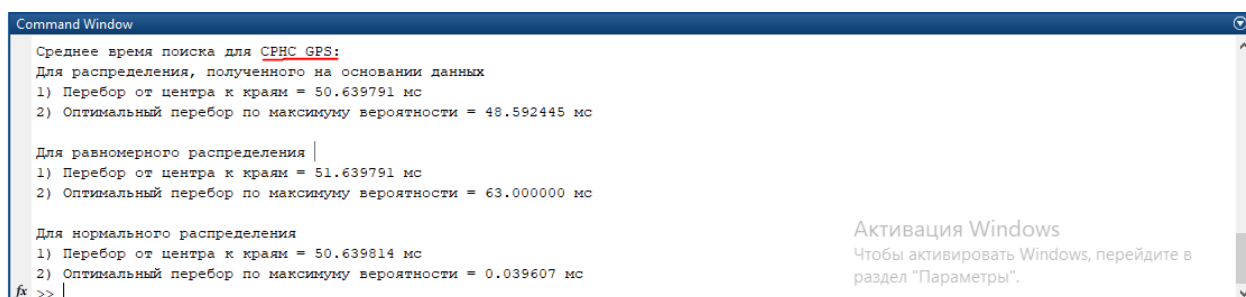 Command Window
Среднее время поиска для СРНС GPS:
Для распределения, полученного на основании данных
1) Перебор от центра к краям = 50.639791 мс
2) Оптимальный перебор по максимуму вероятности = 48.592445 мс
Для равномерного распределения
1) Перебор от центра к краям = 51.639791 мс
2) Оптимальный перебор по максимуму вероятности = 63.000000 мс
Для нормального распределения
1) Перебор от центра к краям = 50.639814 мс
2) Оптимальный перебор по максимуму вероятности = 0.039607 мс
fx >>
Активация Windows
Чтобы активировать Windows, перейдите в
раздел "Параметры".